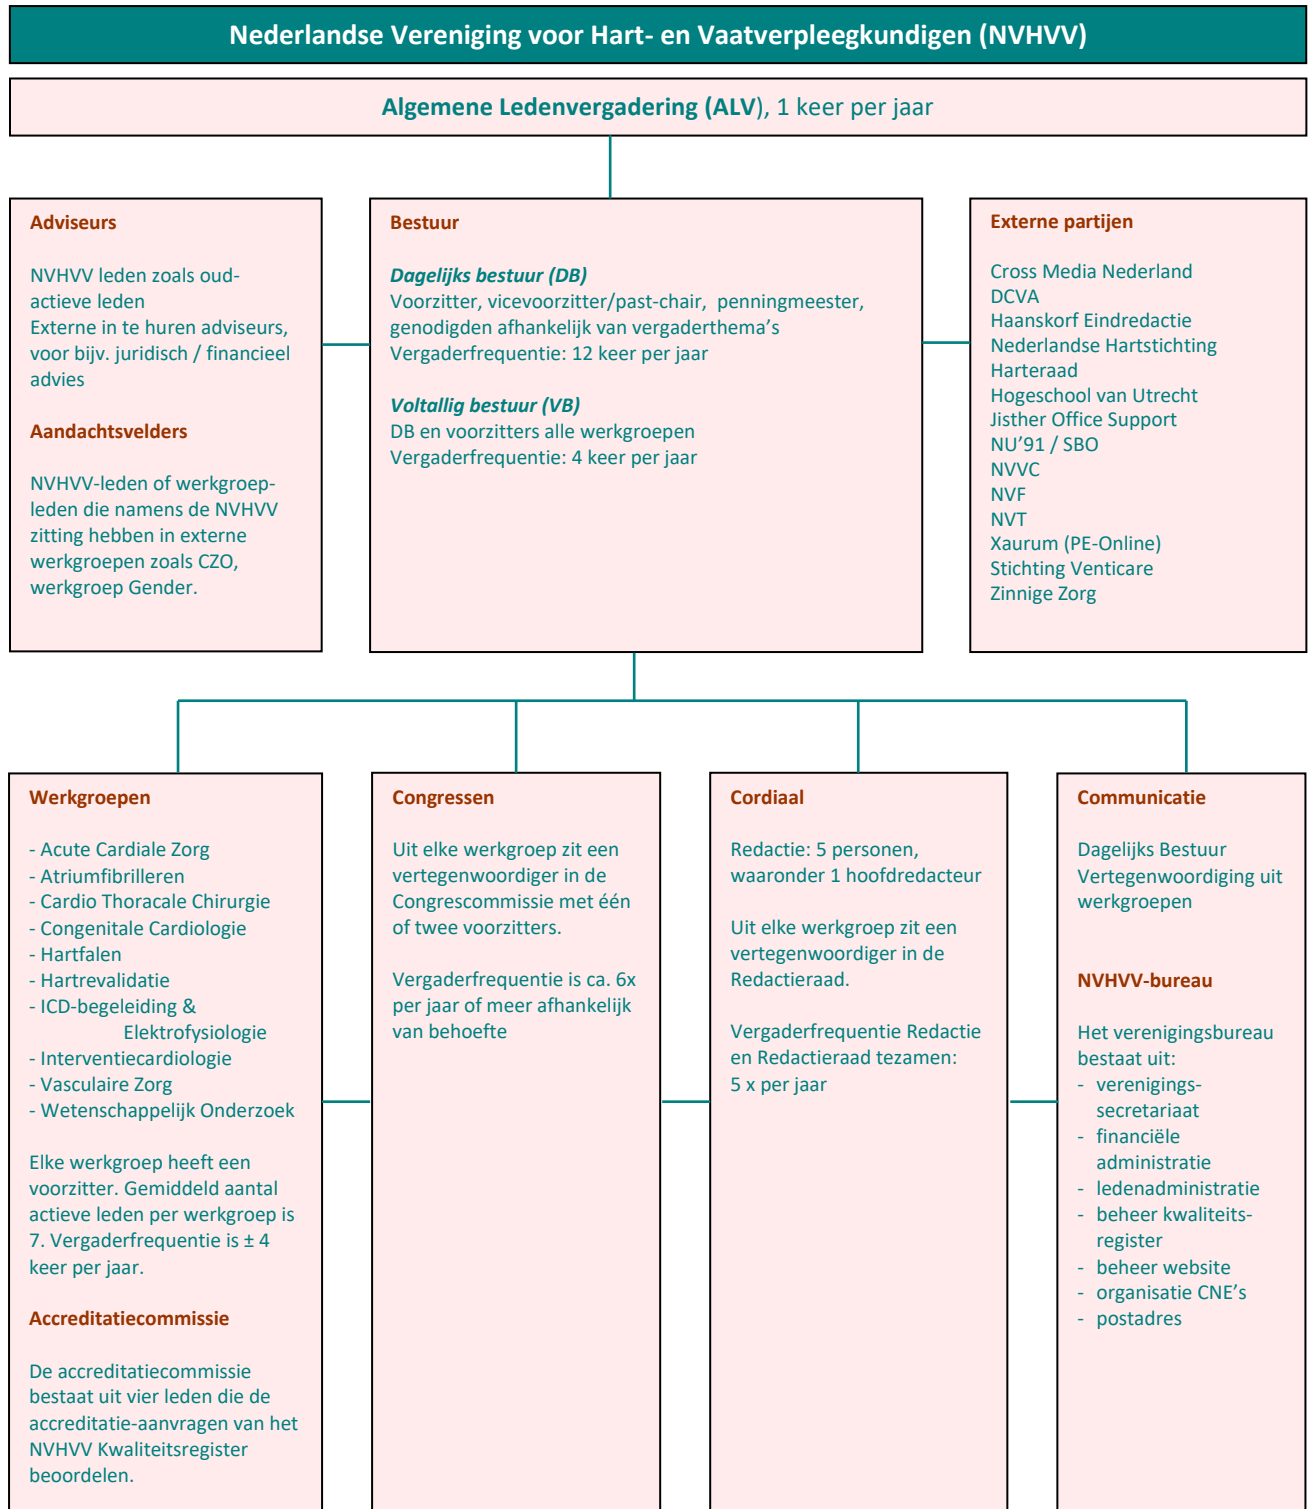 Nederlandse Vereniging voor Hart- en Vaatverpleegkundigen (NVHVV)
Algemene Ledenvergadering (ALV), 1 keer per jaar
Adviseurs
NVHVV leden zoals oud-
actieve leden
Externe in te huren adviseurs,
voor bijv. juridisch / financieel
advies
Aandachtsvelders
NVHVV-leden of werkgroep-
leden die namens de NVHVV
zitting hebben in externe
werkgroepen zoals CZO,
werkgroep Gender.
Bestuur
Dagelijks bestuur (DB)
Voorzitter, vicevoorzitter/past-chair, penningmeester,
genodigden afhankelijk van vergaderthema's
Vergaderfrequentie: 12 keer per jaar
Voltallig bestuur (VB)
DB en voorzitters alle werkgroepen
Vergaderfrequentie: 4 keer per jaar
Externe partijen
Cross Media Nederland
DCVA
Haanskorf Eindredactie
Nederlandse Hartstichting
Harteraad
Hogeschool van Utrecht
Jisther Office Support
NU'91 / SBO
NVVC
NVF
NVT
Xaurum (PE-Online)
Stichting Venticare
Zinnige Zorg
Werkgroepen
- Acute Cardiale Zorg
- Atriumfibrilleren
- Cardio Thoracale Chirurgie
- Congenitale Cardiologie
- Hartfalen
- Hartrevalidatie
- ICD-begeleiding &
Elektrofysiologie
- Interventiecardiologie
- Vasculaire Zorg
- Wetenschappelijk Onderzoek
Elke werkgroep heeft een
voorzitter. Gemiddeld aantal
actieve leden per werkgroep is
7. Vergaderfrequentie is ± 4
keer per jaar.
Accreditatiecommissie
De accreditatiecommissie
bestaat uit vier leden die de
accreditatie-aanvragen van het
NVHVV Kwaliteitsregister
beoordelen.
Congressen
Uit elke werkgroep zit een
vertegenwoordiger in de
Congrescommissie met één
of twee voorzitters.
Vergaderfrequentie is ca. 6x
per jaar of meer afhankelijk
van behoefte
Cordiaal
Redactie: 5 personen,
waaronder 1 hoofdredacteur
Uit elke werkgroep zit een
vertegenwoordiger in de
Redactieraad.
Vergaderfrequentie Redactie
en Redactieraad tezamen:
5 x per jaar
Communicatie
Dagelijks Bestuur
Vertegenwoordiging uit
werkgroepen
NVHVV-bureau
Het verenigingsbureau
bestaat uit:
- verenigings-
secretariaat
- financiële
administratie
- ledenadministratie
- beheer kwaliteits-
register
- beheer website
- organisatie CNE's
- postadres